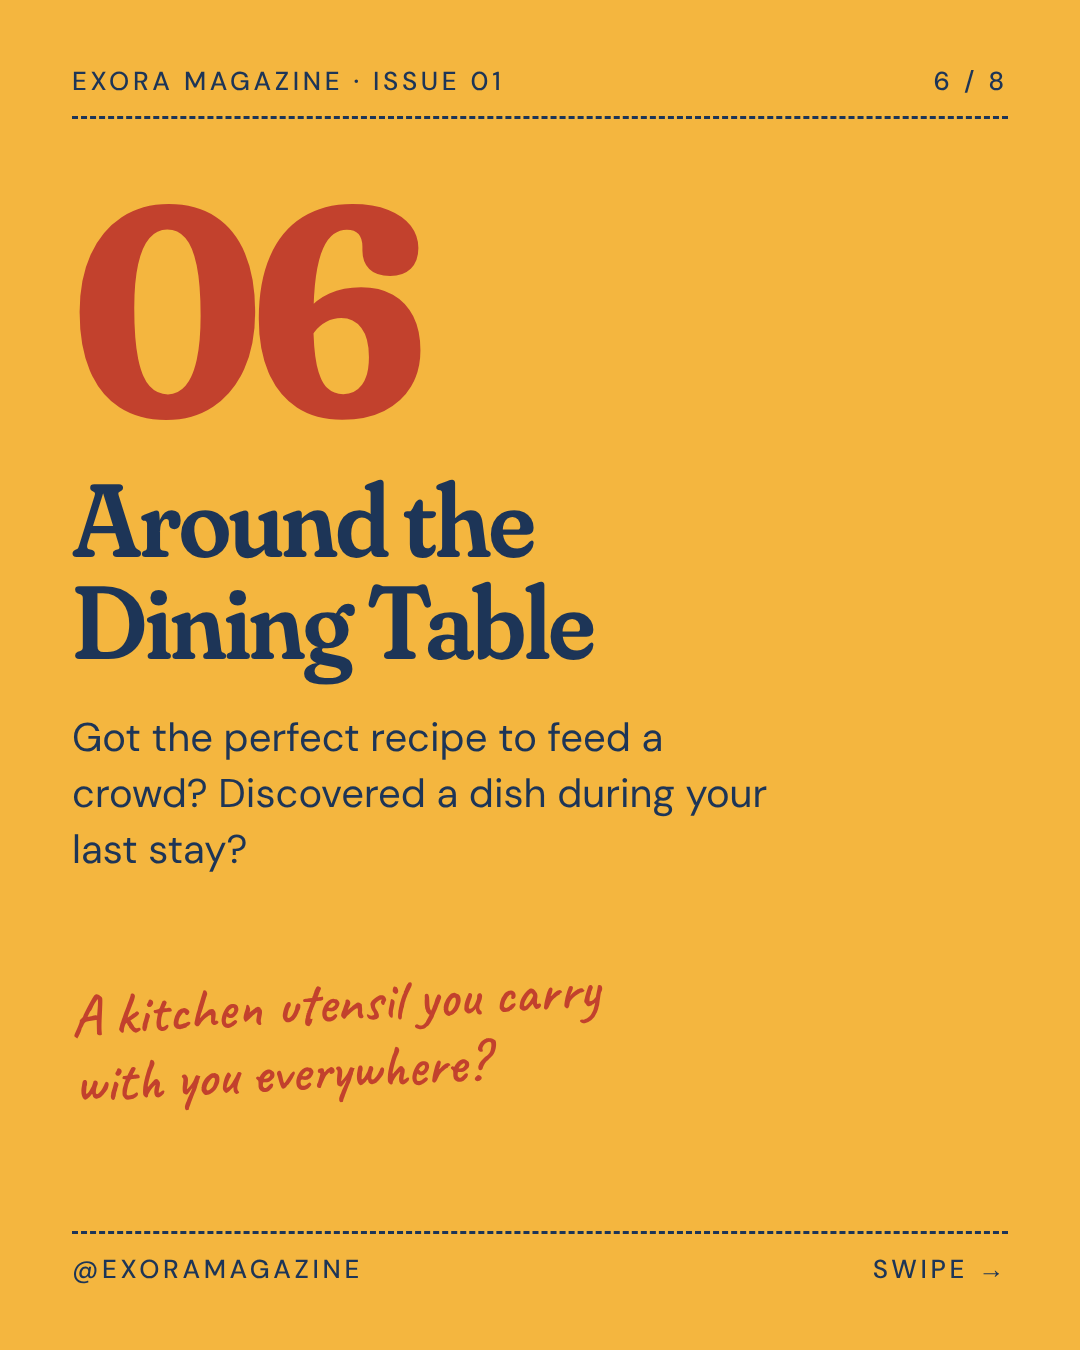 EXORA MAGAZINE · ISSUE 01
6 / 8
06
Around the
Dining Table
Got the perfect recipe to feed a
crowd? Discovered a dish during your
last stay?
A kitchen utensil you carry
with you everywhere?
@EXORAMAGAZINE
SWIPE →